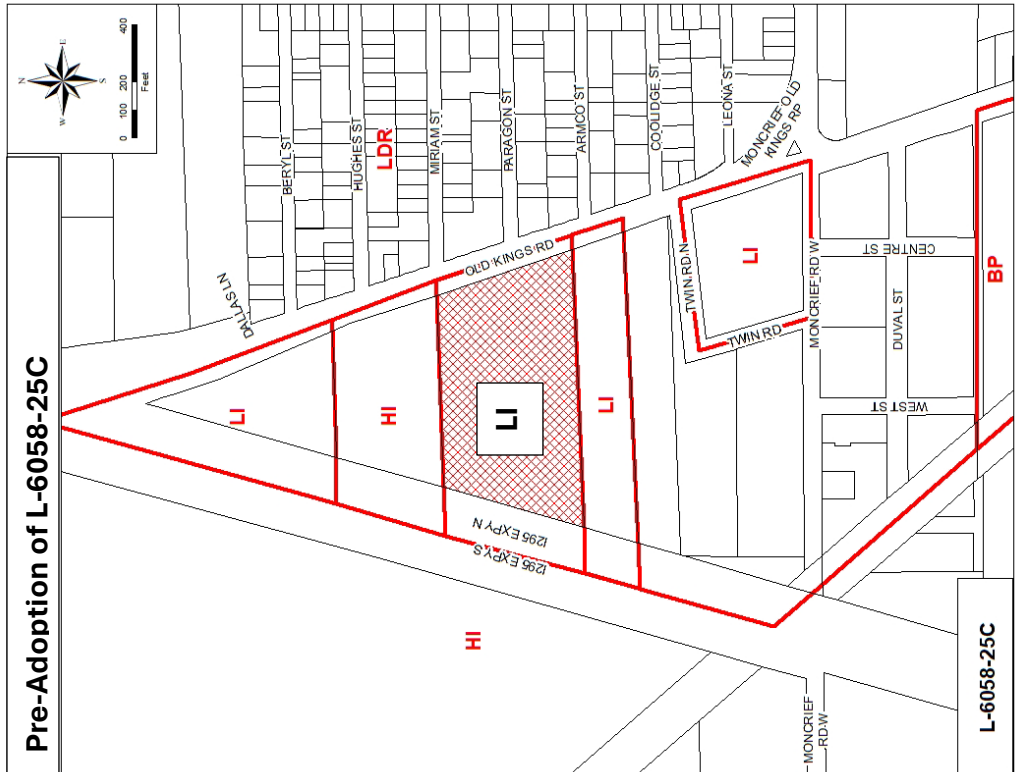 Pre-Adoption of L-6058-25C
N
E
S
W
0
100
200
400
Feet
BERYL ST
HUGHES ST
LDR
MIRIAM ST
PARAGON ST
ARMCO ST
COOLIDGE ST
LEONA ST
MONCRIEF OLD
KINGS RP
DALLAS LN
OLD KINGS RD
LI
HI
LI
LI
I295 EXPY N
I295 EXPY S
HI
TWIN RD N
LI
TWIN RD
MONCRIEF RD W
CENTRE ST
DUVAL ST
WEST ST
BP
MONCRIEF
RD W
L-6058-25C